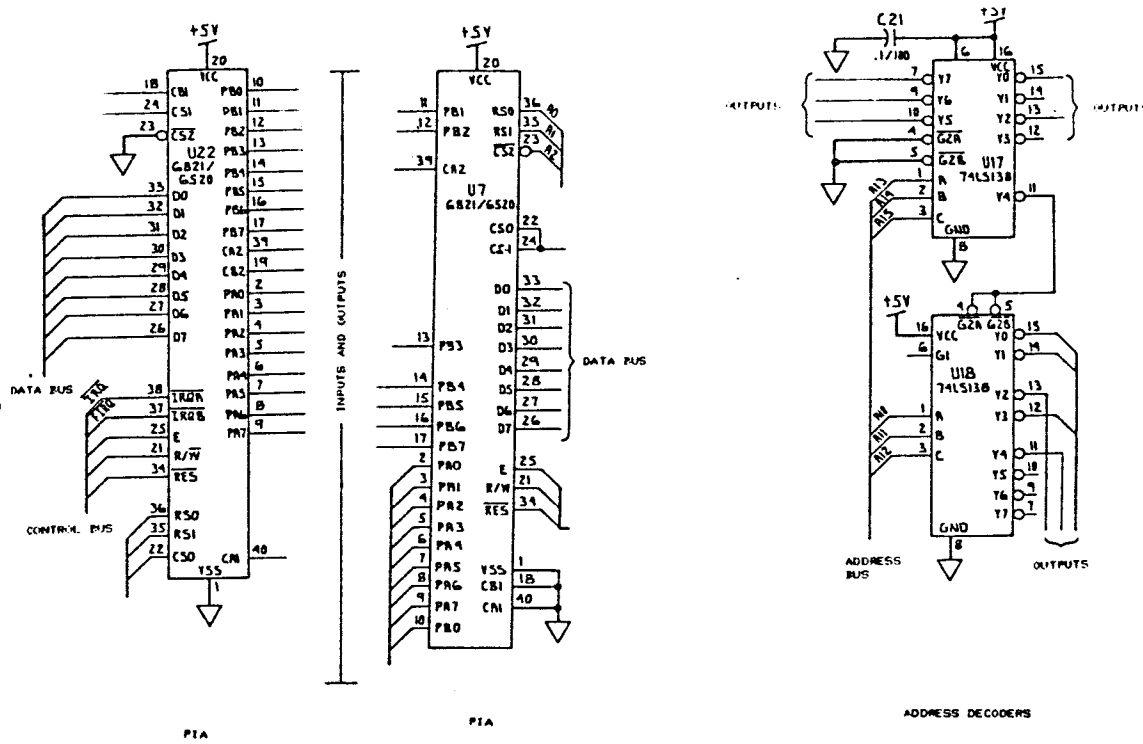 +5V
20
VCC
18 CB1
24 CS1
23 CS2
U22
6821/
6520
PB0 10
PB1 11
PB2 12
PB3 13
PB4 14
PB5 15
PB6 16
PB7 17
CA2 39
CB2 19
PA0 2
PA1 3
PA2 4
PA3 5
PA4 6
PA5 7
PA6 8
PA7 9
33 D0
32 D1
31 D2
30 D3
29 D4
28 D5
27 D6
26 D7
DATA BUS
IRQ 38 IRQA
FIRQ 37 IRQB
25 E
21 R/W
34 RES
CONTROL BUS
36 RS0
35 RS1
22 CS0
CA1 40
VSS
1
PIA
INPUTS AND OUTPUTS
+5V
20
VCC
11 PB1
12 PB2
39 CA2
U7
6821/6520
RS0 36 A0
RS1 35 A1
CS2 23 A2
CS0 22
CS1 24
D0 33
D1 32
D2 31
D3 30
D4 29
D5 28
D6 27
D7 26
DATA BUS
13 PB3
14 PB4
15 PB5
16 PB6
17 PB7
2 PA0
3 PA1
4 PA2
5 PA3
6 PA4
7 PA5
8 PA6
9 PA7
10 PB0
E 25
R/W 21
RES 34
VSS 1
CB1 18
CA1 40
PIA
C21
.1/100
+5V
6
16
VCC
OUTPUTS
7 Y7
9 Y6
10 Y5
4 G2A
5 G2B
U17
74LS138
Y0 15
Y1 14
Y2 13
Y3 12
OUTPUTS
Y4 11
A13 1 A
A14 2 B
A15 3 C
GND
8
+5V
4 5
G2A G2B
16 VCC
6 G1
U18
74LS138
Y0 15
Y1 14
Y2 13
Y3 12
Y4 11
Y5 10
Y6 9
Y7 7
A10 1 A
A11 2 B
A12 3 C
GND
8
ADDRESS
BUS
OUTPUTS
ADDRESS DECODERS